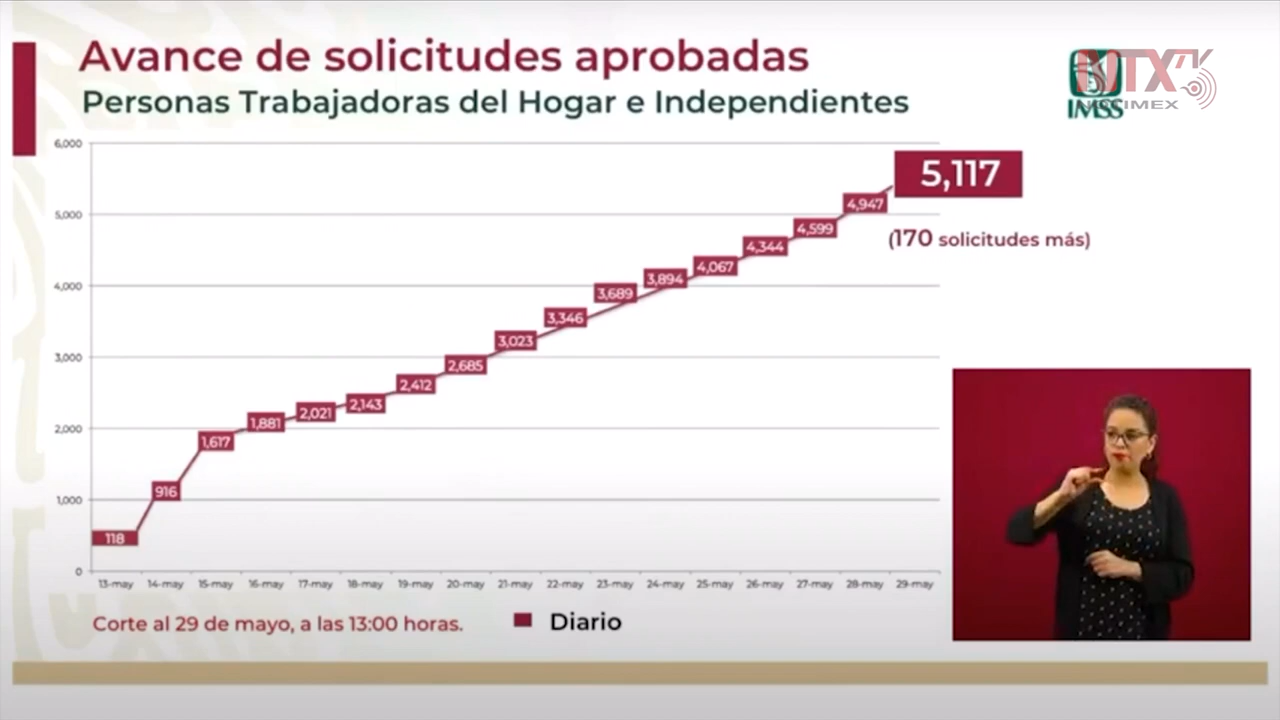 Avance de solicitudes aprobadas
Personas Trabajadoras del Hogar e Independientes
NTX
NOTIMEX
IMSS
6,000
5,000
4,000
3,000
2,000
1,000
0
118
916
1,617
1,881
2,021
2,143
2,412
2,685
3,023
3,346
3,689
3,894
4,067
4,344
4,599
4,947
5,117
(170 solicitudes más)
13-may 14-may 15-may 16-may 17-may 18-may 19-may 20-may 21-may 22-may 23-may 24-may 25-may 26-may 27-may 28-may 29-may
Corte al 29 de mayo, a las 13:00 horas.
Diario